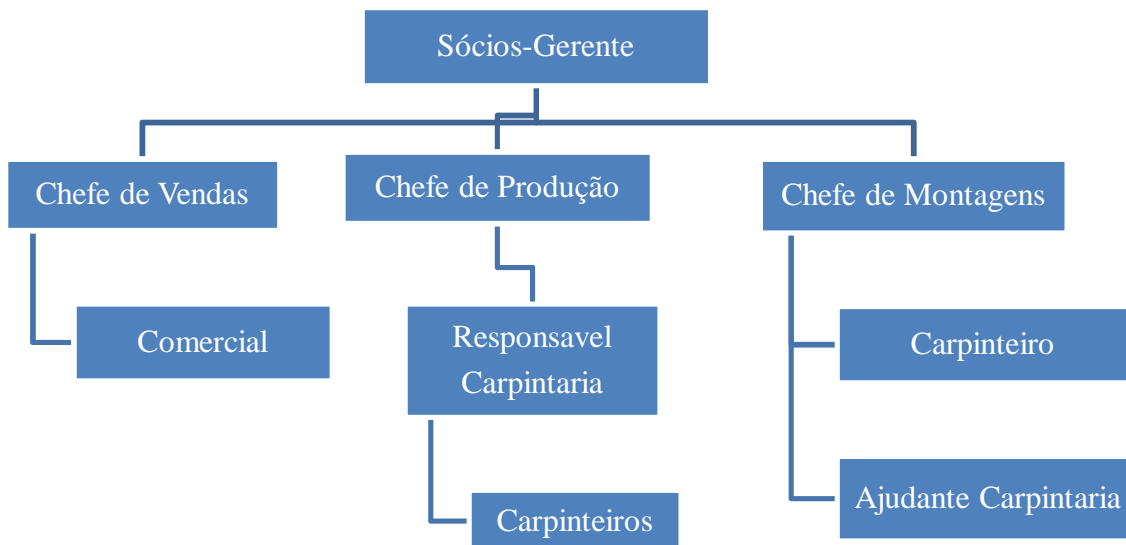 Sócios-Gerente
Chefe de Vendas
Chefe de Produção
Chefe de Montagens
Comercial
Responsavel
Carpintaria
Carpinteiro
Carpinteiros
Ajudante Carpintaria